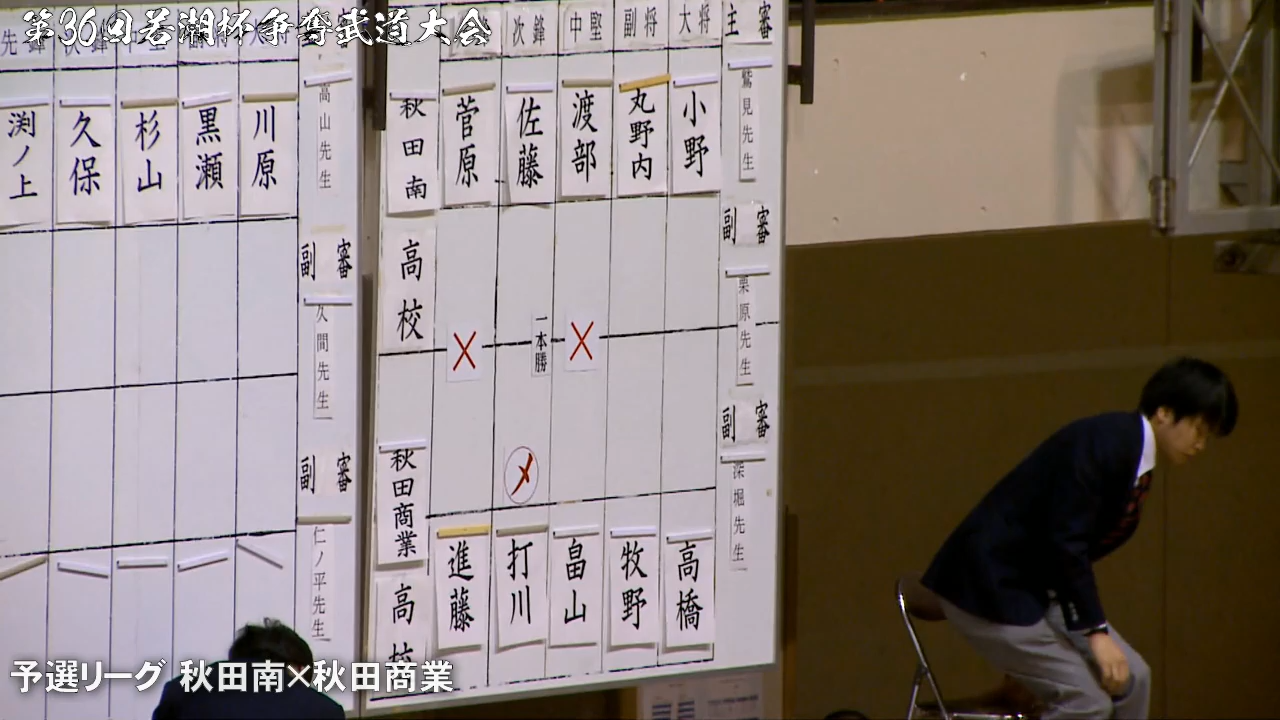 第36回若潮杯争奪武道大会
次鋒
中堅
副将
大将
主審
渕ノ上
久保
杉山
黒瀬
川原
高山先生
副審
久間先生
副審
仁ノ平先生
秋田南
高校
菅原
佐藤
渡部
丸野内
小野
鷲見先生
副審
栗原先生
副審
深堀先生
一本勝
メ
秋田商業
高校
進藤
打川
畠山
牧野
高橋
予選リーグ 秋田南×秋田商業